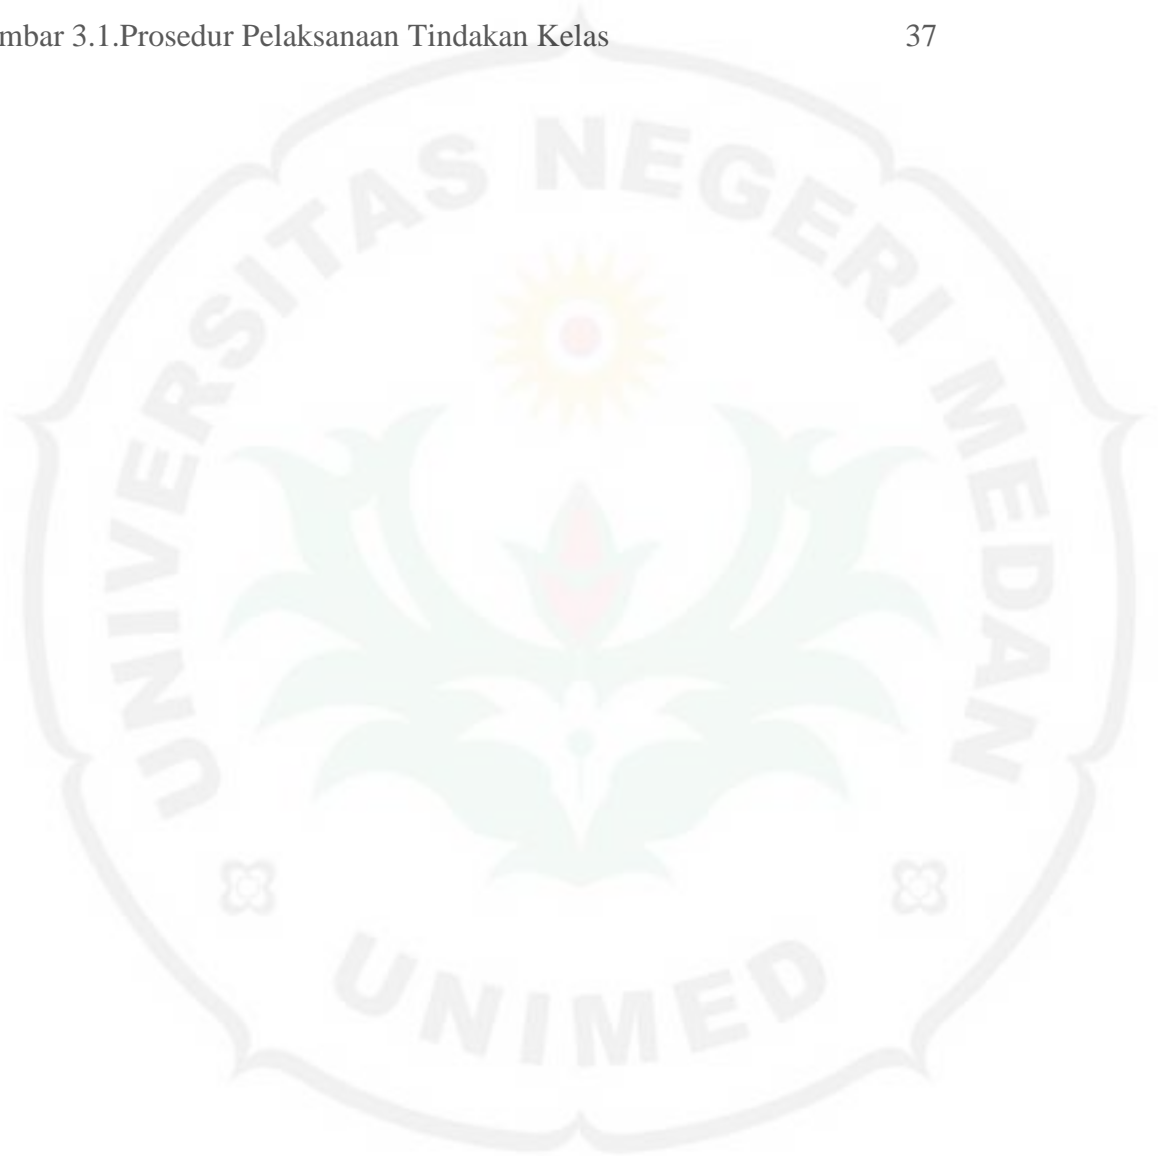 mbar 3.1.Prosedur Pelaksanaan Tindakan Kelas 37
UNIVERSITAS NEGERI MEDAN
UNIMED